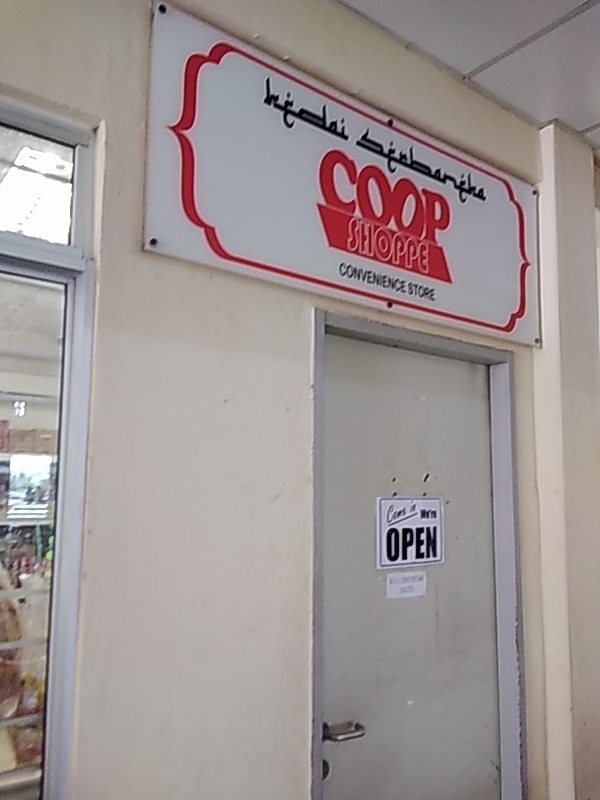 kedai serbaneka
COOP
SHOPPE
CONVENIENCE STORE
Come in We're
OPEN